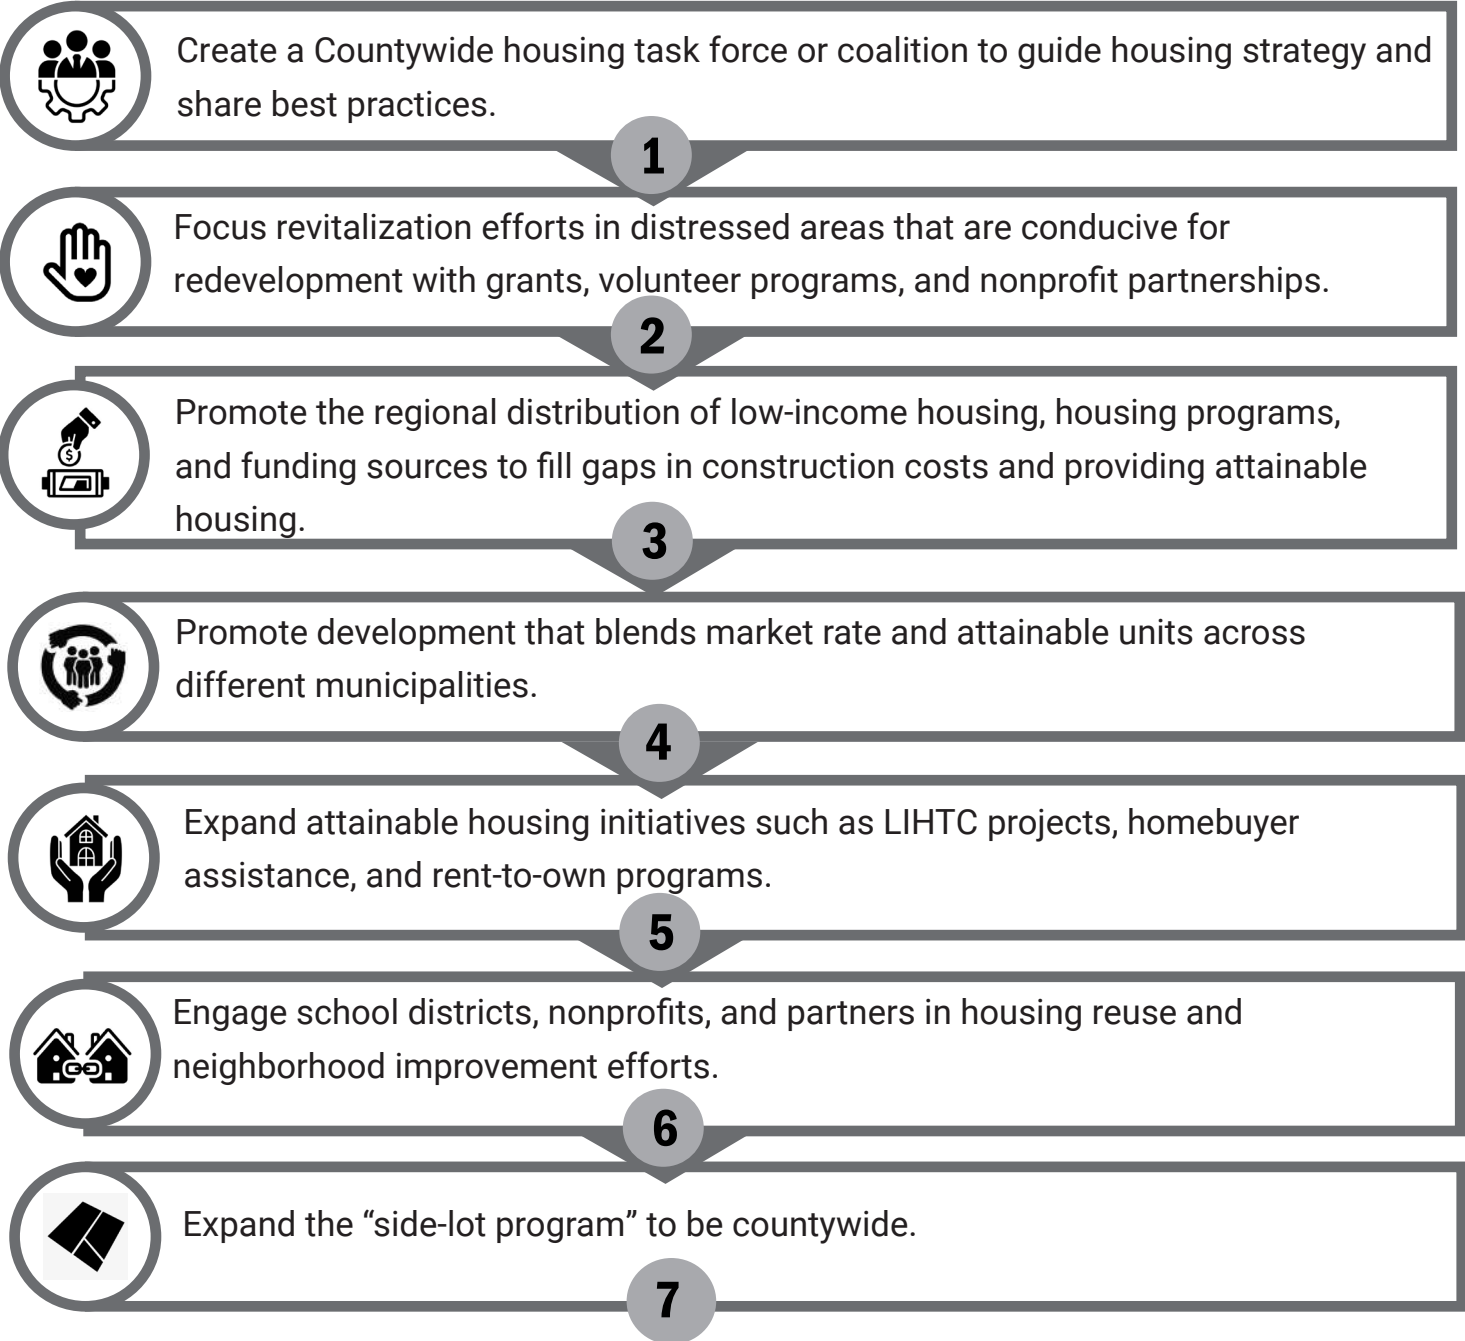 Create a Countywide housing task force or coalition to guide housing strategy and
share best practices.
1
Focus revitalization efforts in distressed areas that are conducive for
redevelopment with grants, volunteer programs, and nonprofit partnerships.
2
$
Promote the regional distribution of low-income housing, housing programs,
and funding sources to fill gaps in construction costs and providing attainable
housing.
3
Promote development that blends market rate and attainable units across
different municipalities.
4
Expand attainable housing initiatives such as LIHTC projects, homebuyer
assistance, and rent-to-own programs.
5
Engage school districts, nonprofits, and partners in housing reuse and
neighborhood improvement efforts.
6
Expand the “side-lot program” to be countywide.
7